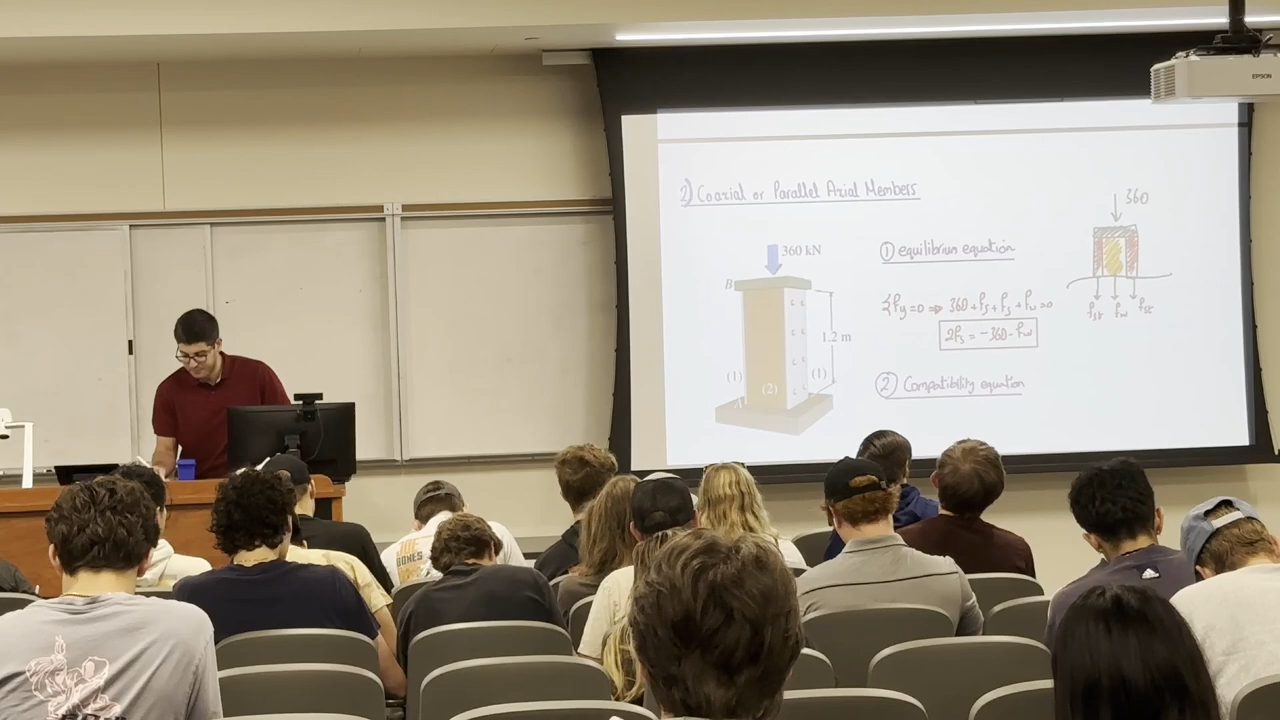 EPSON
2) Coaxial or Parallel Axial Members
360
360 kN
① equilibrium equation
B
ΣFy=0 ⇒ 360+Fs+Fs+Fw=0
Fst Fw Fst
2Fs = -360-Fw
1.2 m
(1) (2) (1)
② Compatibility equation
A
BONES